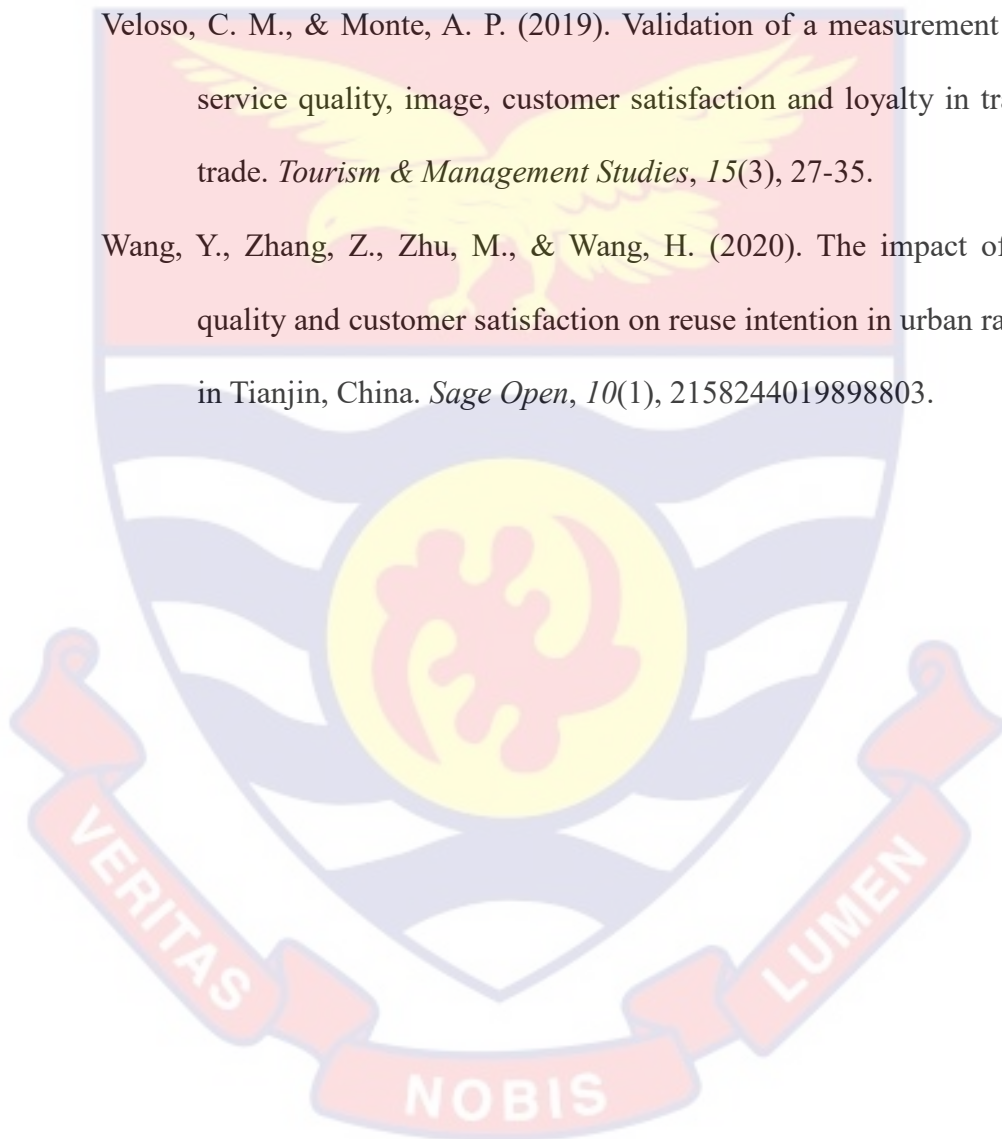 Veloso, C. M., & Monte, A. P. (2019). Validation of a measurement
service quality, image, customer satisfaction and loyalty in
trade. Tourism & Management Studies, 15(3), 27-35.
Wang, Y., Zhang, Z., Zhu, M., & Wang, H. (2020). The impact of
quality and customer satisfaction on reuse intention in urban
in Tianjin, China. Sage Open, 10(1), 2158244019898803.
VERITAS
NOBIS
LUMEN